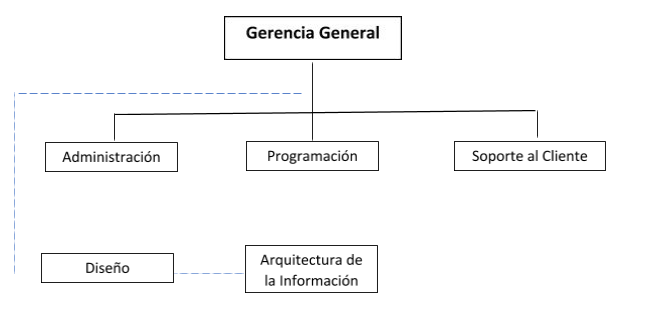 Gerencia General
Administración
Programación
Soporte al Cliente
Diseño
Arquitectura de
la Información